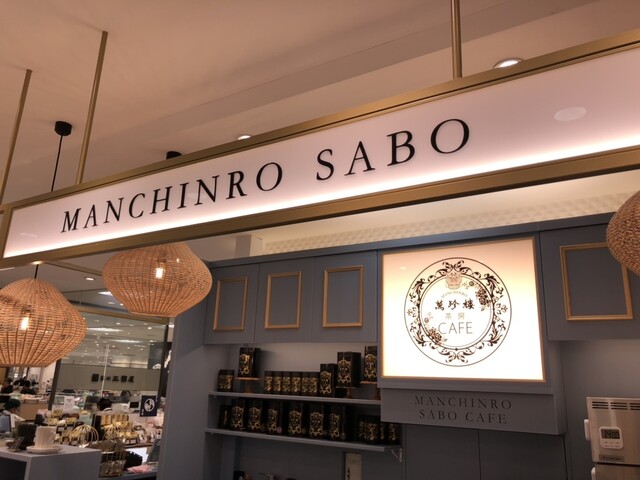 MANCHINRO SABO
萬珍樓
茶房
CAFE
MANCHINRO
SABO CAFE